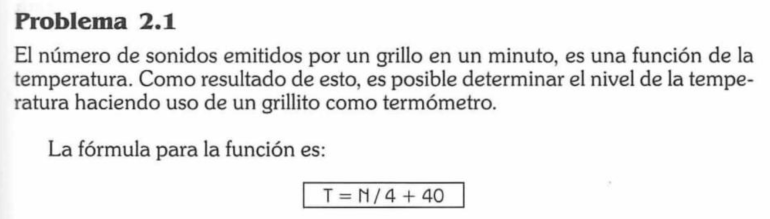 Problema 2.1
El número de sonidos emitidos por un grillo en un minuto, es una función de la
temperatura. Como resultado de esto, es posible determinar el nivel de la tempe-
ratura haciendo uso de un grillito como termómetro.
La fórmula para la función es:
T = N / 4 + 40